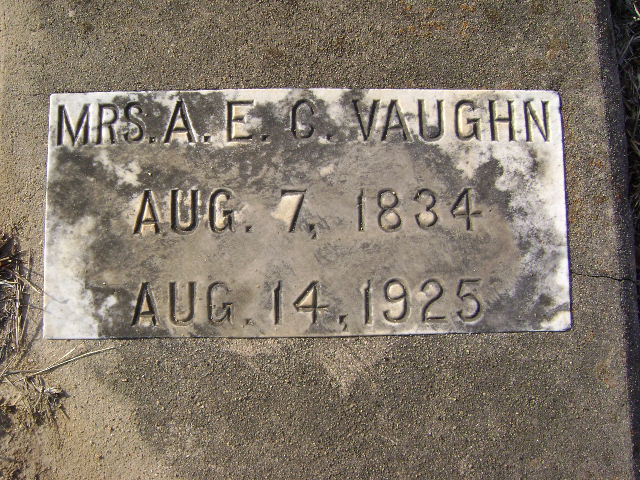 MRS. A. E. C. VAUGHN
AUG. 7, 1834
AUG. 14, 1925